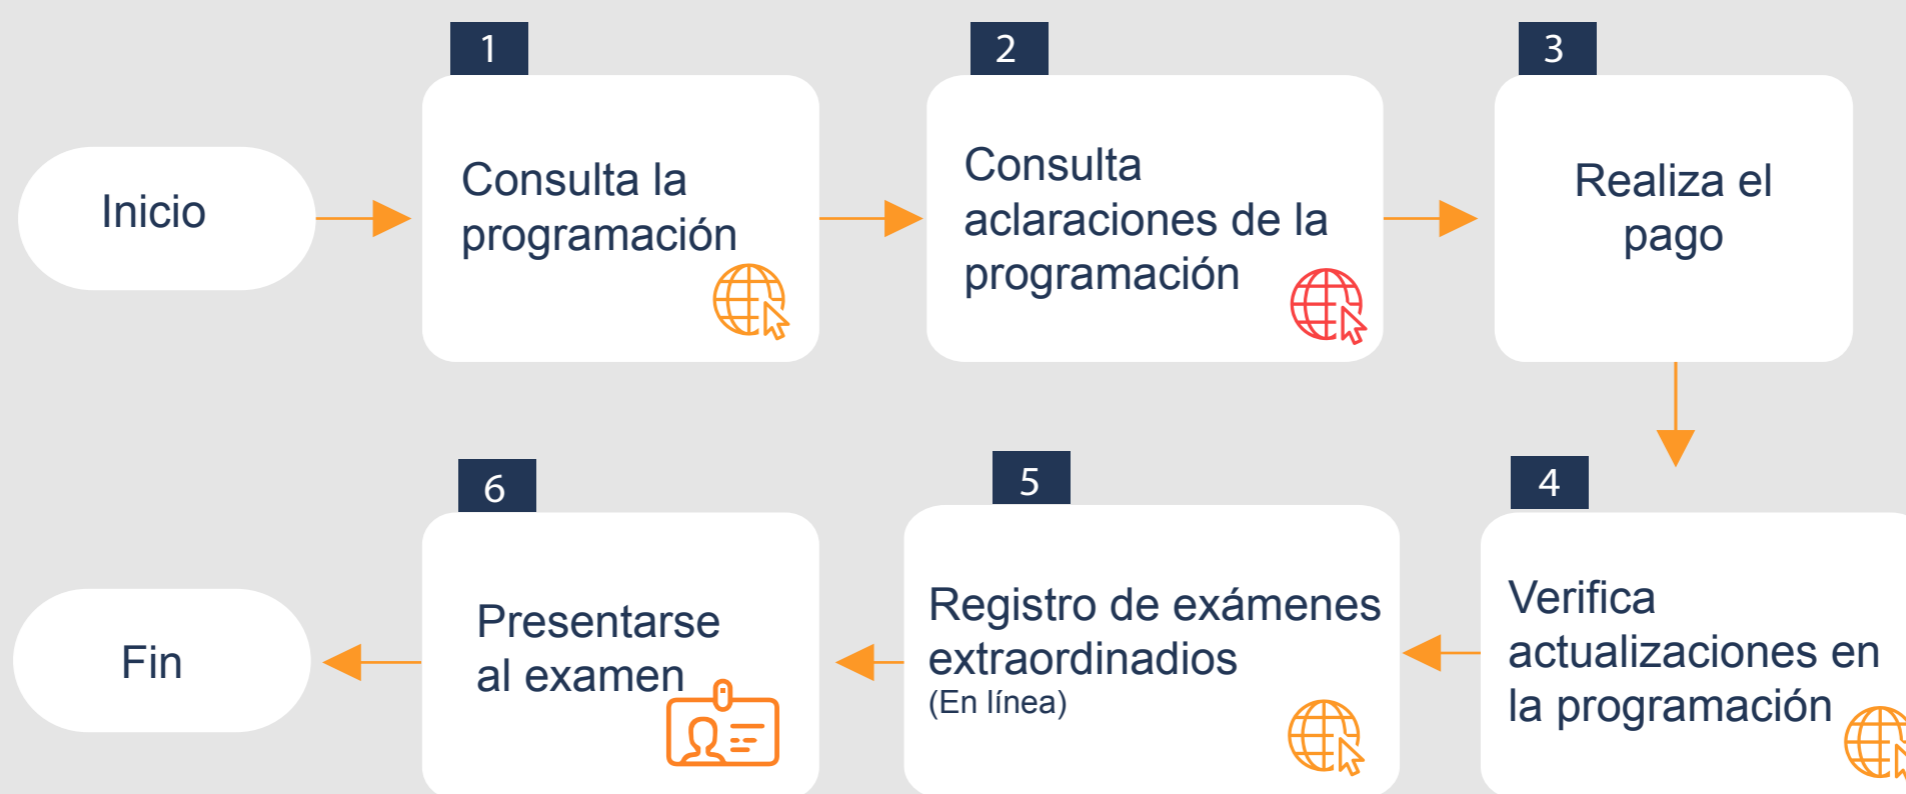 1
2
3
Inicio
Consulta la
programación
Consulta
aclaraciones de la
programación
Realiza el
pago
6
5
4
Fin
Presentarse
al examen
Registro de exámenes
extraordinadios
(En línea)
Verifica
actualizaciones en
la programación